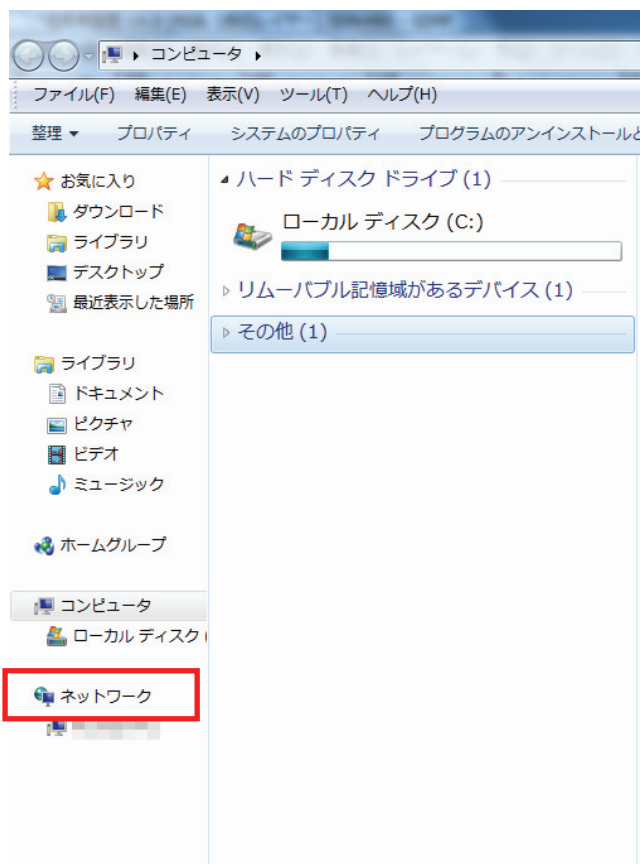 コンピュータ
ファイル(F) 編集(E) 表示(V) ツール(T) ヘルプ(H)
整理 プロパティ システムのプロパティ プログラムのアンインストールと
お気に入り
ダウンロード
ライブラリ
デスクトップ
最近表示した場所
ライブラリ
ドキュメント
ピクチャ
ビデオ
ミュージック
ホームグループ
コンピュータ
ローカル ディスク (
ネットワーク
ハード ディスク ドライブ (1)
ローカル ディスク (C:)
リムーバブル記憶域があるデバイス (1)
その他 (1)